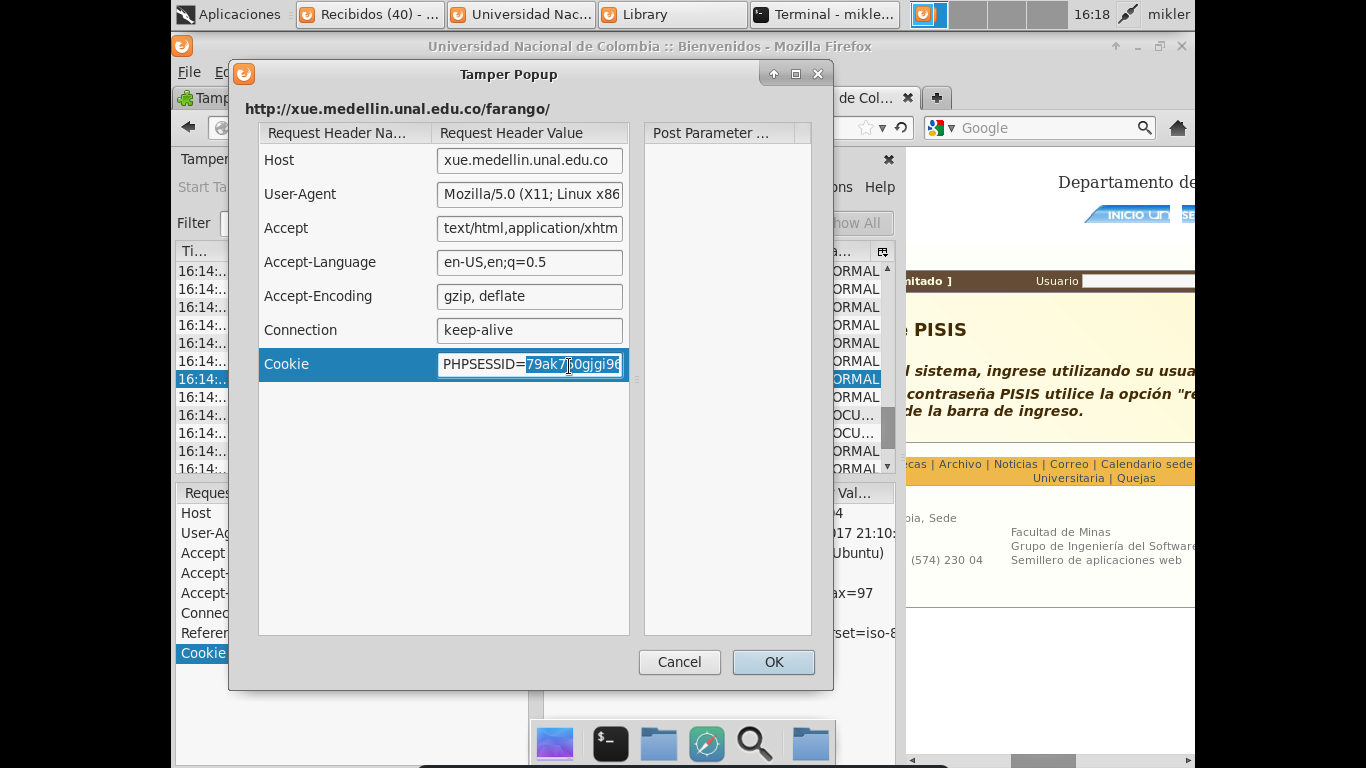 Aplicaciones
Recibidos (40) - ...
Universidad Nac...
Library
Terminal - mikle...
16:18
mikler
Universidad Nacional de Colombia :: Bienvenidos - Mozilla Firefox
File
Tamper Popup
de Col...
Google
http://xue.medellin.unal.edu.co/farango/
Request Header Na...
Request Header Value
Post Parameter ...
Host
xue.medellin.unal.edu.co
User-Agent
Mozilla/5.0 (X11; Linux x86
Accept
text/html,application/xhtm
Accept-Language
en-US,en;q=0.5
Accept-Encoding
gzip, deflate
Connection
keep-alive
Cookie
PHPSESSID=
Cancel
OK
Tamper
Start Ta
Help
Filter
how All
Ti...
a...
16:14:...
ORMAL
16:14:...
ORMAL
16:14:...
ORMAL
16:14:...
ORMAL
16:14:...
ORMAL
16:14:...
ORMAL
16:14:...
ORMAL
16:14:...
ORMAL
16:14:...
OCU...
16:14:...
OCU...
16:14:...
ORMAL
16:14:...
ORMAL
Reques
Val...
Host
04
User-Ag
017 21:10:
Accept
Ubuntu)
Accept-
Accept-
ax=97
Connec
Referer
rset=iso-8
Cookie
Departamento de
INICIO
un
SE
mitado ]
Usuario
e PISIS
l sistema, ingrese utilizando su usua
contraseña PISIS utilice la opción "re
de la barra de ingreso.
ecas | Archivo | Noticias | Correo | Calendario sede
Universitaria | Quejas
bia, Sede
Facultad de Minas
Grupo de Ingeniería del Software
(574) 230 04
Semillero de aplicaciones web
$_